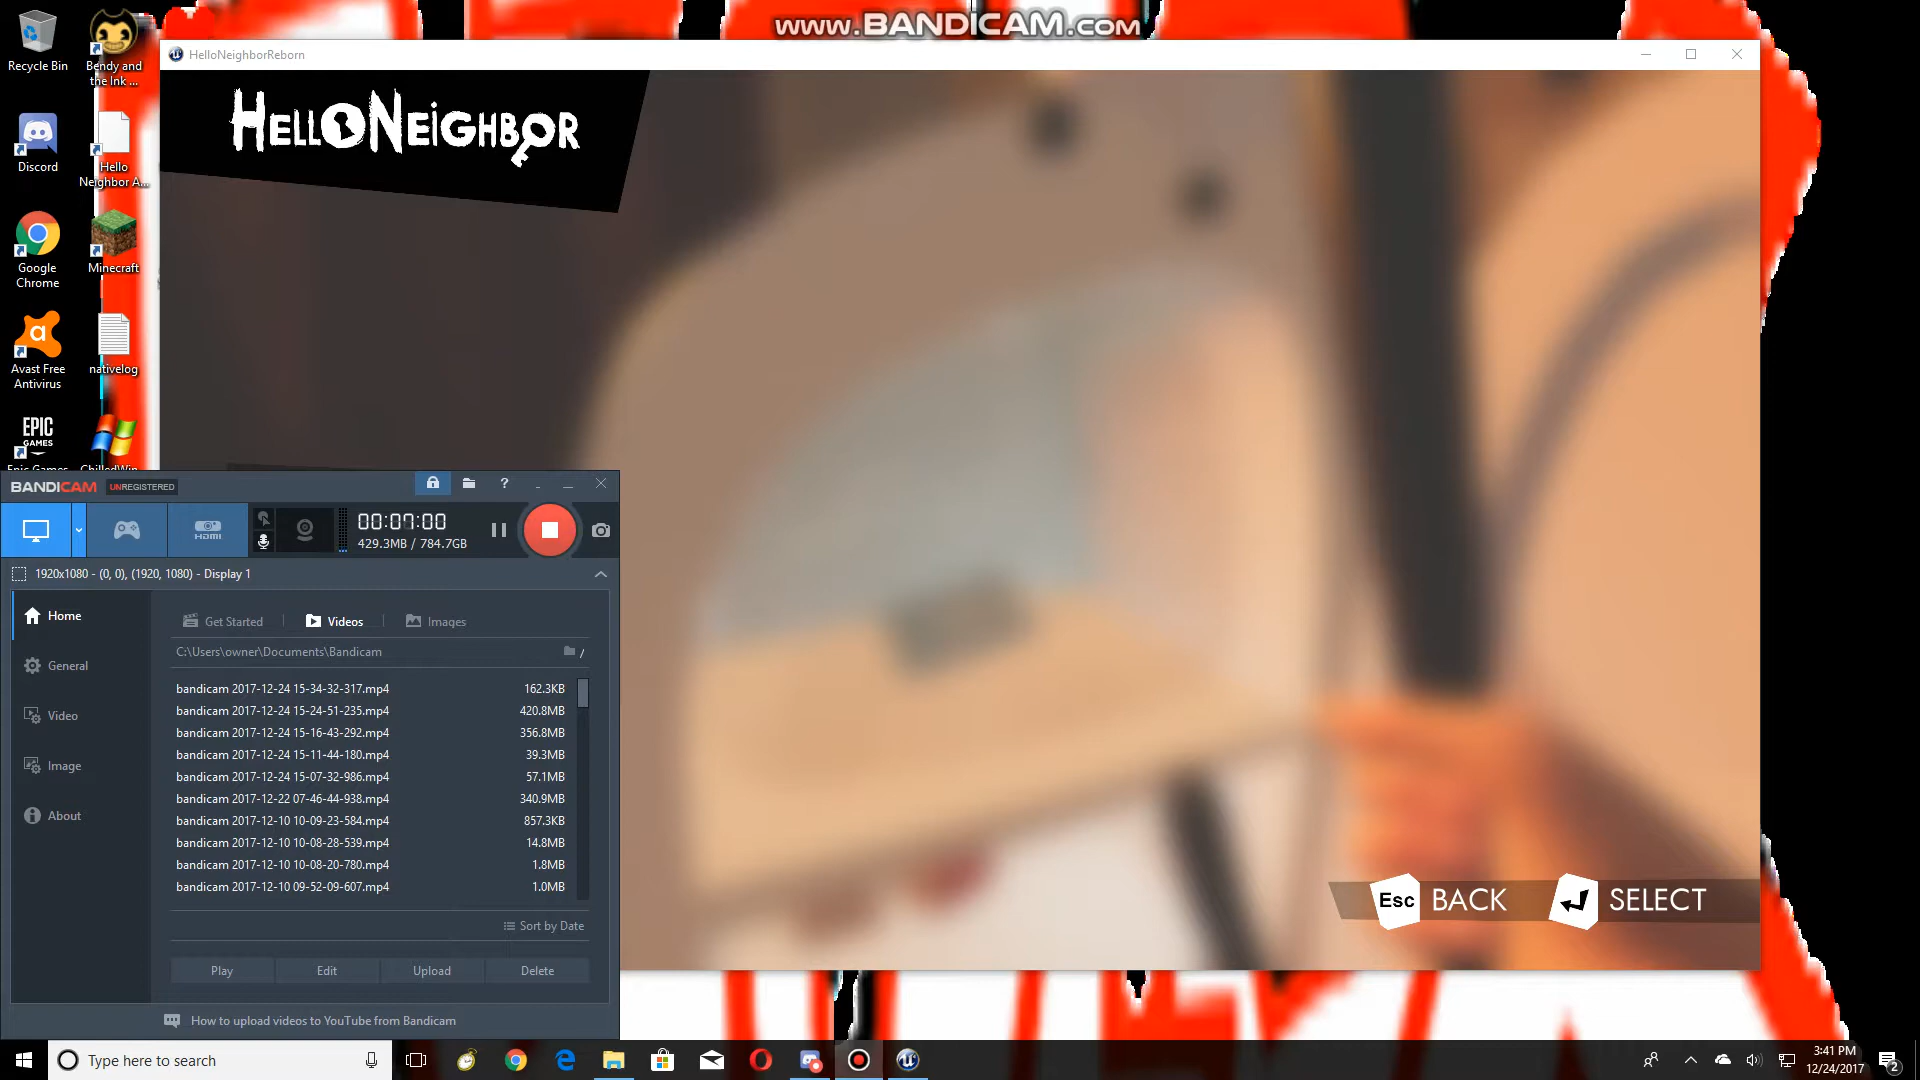 www.BANDICAM.com
Recycle Bin
Bendy and
the Ink ...
HelloNeighborReborn
HELLO NEIGHBOR
Discord
Hello
Neighbor A...
Google
Chrome
Minecraft
Avast Free
Antivirus
nativelog
EPIC
GAMES
Epic Games
ChilledWin...
BANDICAM UNREGISTERED
?
HDMI
00:07:00
429.3MB / 784.7GB
1920x1080 - (0, 0), (1920, 1080) - Display 1
Home
General
Video
Image
About
Get Started
Videos
Images
C:\Users\owner\Documents\Bandicam
/
bandicam 2017-12-24 15-34-32-317.mp4 162.3KB
bandicam 2017-12-24 15-24-51-235.mp4 420.8MB
bandicam 2017-12-24 15-16-43-292.mp4 356.8MB
bandicam 2017-12-24 15-11-44-180.mp4 39.3MB
bandicam 2017-12-24 15-07-32-986.mp4 57.1MB
bandicam 2017-12-22 07-46-44-938.mp4 340.9MB
bandicam 2017-12-10 10-09-23-584.mp4 857.3KB
bandicam 2017-12-10 10-08-28-539.mp4 14.8MB
bandicam 2017-12-10 10-08-20-780.mp4 1.8MB
bandicam 2017-12-10 09-52-09-607.mp4 1.0MB
Sort by Date
Play Edit Upload Delete
How to upload videos to YouTube from Bandicam
Esc BACK
SELECT
Type here to search
3:41 PM
12/24/2017
2